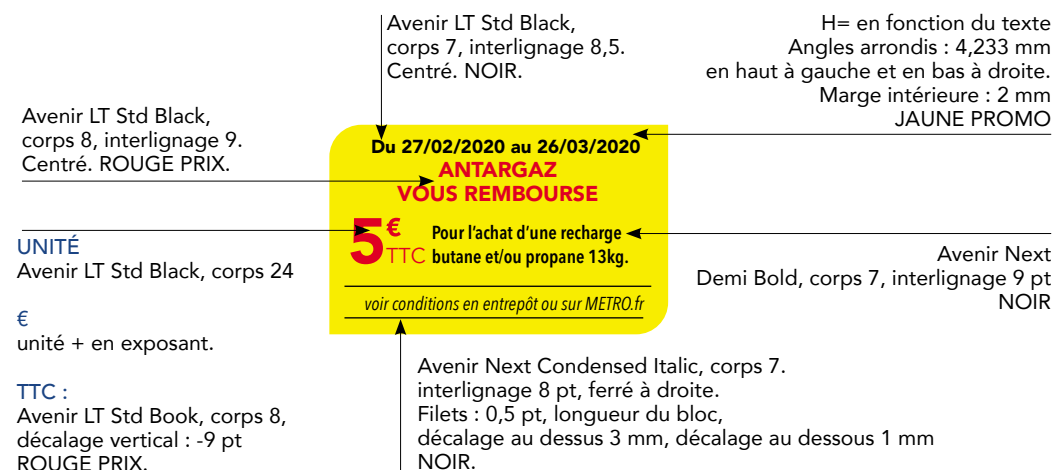 Avenir LT Std Black,
corps 7, interlignage 8,5.
Centré. NOIR.
H= en fonction du texte
Angles arrondis : 4,233 mm
en haut à gauche et en bas à droite.
Marge intérieure : 2 mm
JAUNE PROMO
Avenir LT Std Black,
corps 8, interlignage 9.
Centré. ROUGE PRIX.
Du 27/02/2020 au 26/03/2020
ANTARGAZ
VOUS REMBOURSE
5€
TTC
Pour l'achat d'une recharge
butane et/ou propane 13kg.
voir conditions en entrepôt ou sur METRO.fr
UNITÉ
Avenir LT Std Black, corps 24
€
unité + en exposant.
TTC :
Avenir LT Std Book, corps 8,
décalage vertical : -9 pt
ROUGE PRIX.
Avenir Next
Demi Bold, corps 7, interlignage 9 pt
NOIR
Avenir Next Condensed Italic, corps 7.
interlignage 8 pt, ferré à droite.
Filets : 0,5 pt, longueur du bloc,
décalage au dessus 3 mm, décalage au dessous 1 mm
NOIR.